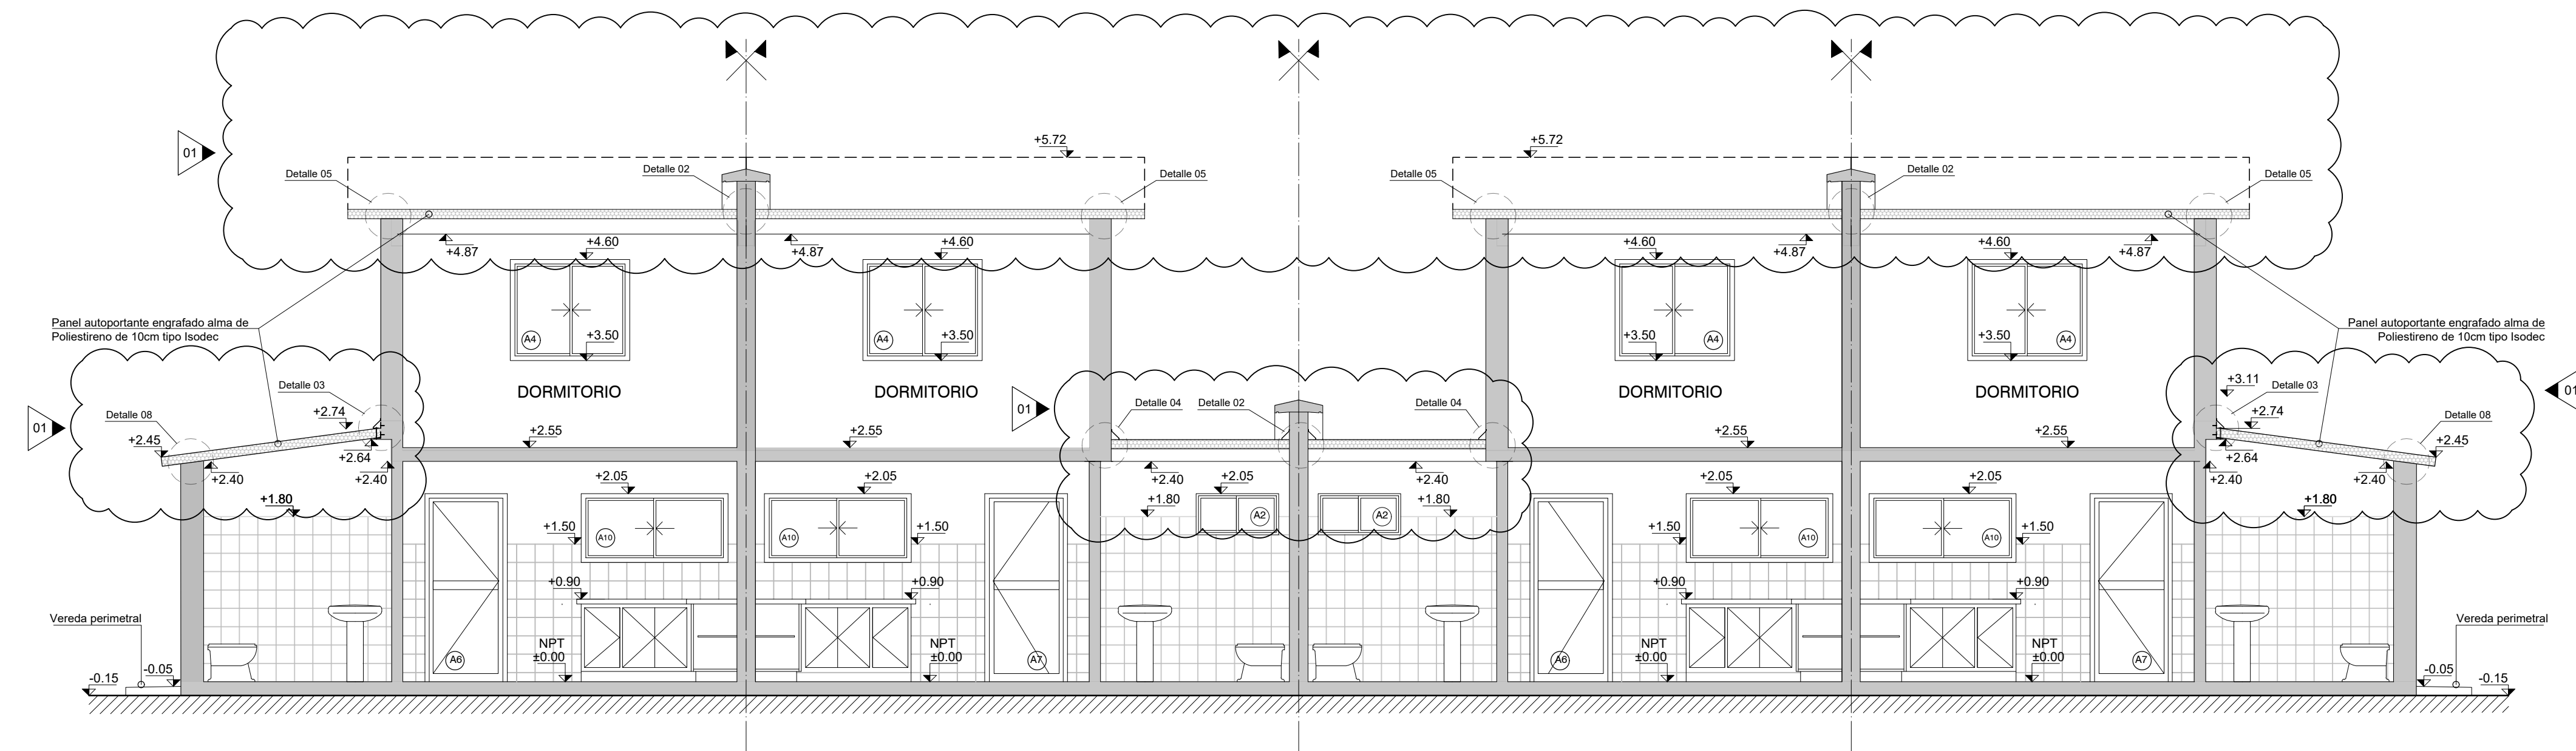 01
+5.72
+5.72
Detalle 05
Detalle 02
Detalle 05
Detalle 05
Detalle 02
Detalle 05
+4.87
+4.60
+4.87
+4.60
+4.60
+4.87
+4.60
+4.87
Panel autoportante engrafado alma de
Poliestireno de 10cm tipo Isodec
A4
+3.50
A4
+3.50
+3.50
A4
+3.50
A4
Panel autoportante engrafado alma de
Poliestireno de 10cm tipo Isodec
DORMITORIO
DORMITORIO
DORMITORIO
DORMITORIO
01
Detalle 08
Detalle 03
+2.74
+2.45
+2.64
+2.40
+2.40
+2.55
+2.55
01
Detalle 04
Detalle 02
Detalle 04
+2.55
+2.55
+3.11
Detalle 03
+2.74
Detalle 08
+2.45
+2.64
+2.40
+2.40
01
+1.80
+2.05
+2.05
+2.40
+1.80
+2.05
+2.40
+1.80
+2.05
+2.05
+1.80
+1.50
A10
A10
+1.50
A2
A2
+1.50
A10
A10
+1.50
+0.90
+0.90
+0.90
+0.90
Vereda perimetral
Vereda perimetral
A6
NPT
±0.00
NPT
±0.00
A7
A6
NPT
±0.00
NPT
±0.00
A7
-0.15
-0.05
-0.05
-0.15